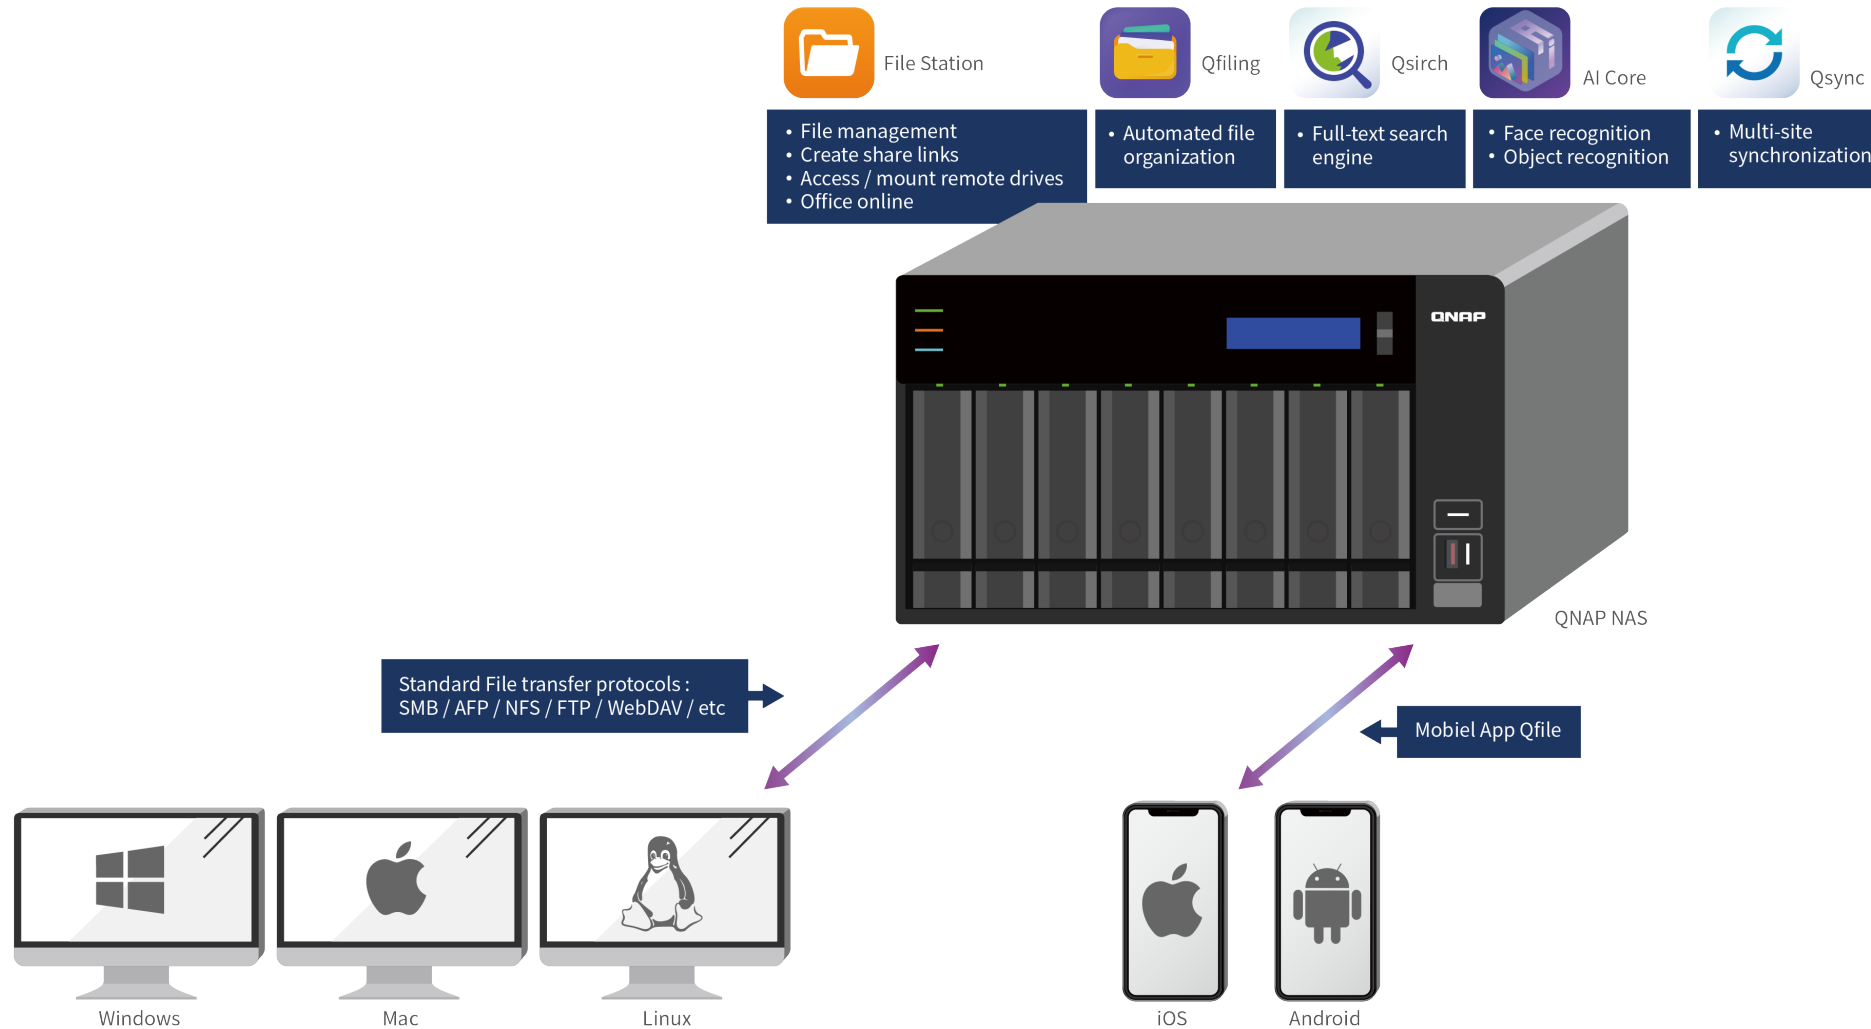 File Station
Qfiling
Qsirch
AI Core
Qsync
• File management
• Create share links
• Access / mount remote drives
• Office online
• Automated file
organization
• Full-text search
engine
• Face recognition
• Object recognition
• Multi-site
synchronization
QNAP
QNAP NAS
Standard File transfer protocols :
SMB / AFP / NFS / FTP / WebDAV / etc
Mobiel App Qfile
Windows
Mac
Linux
iOS
Android